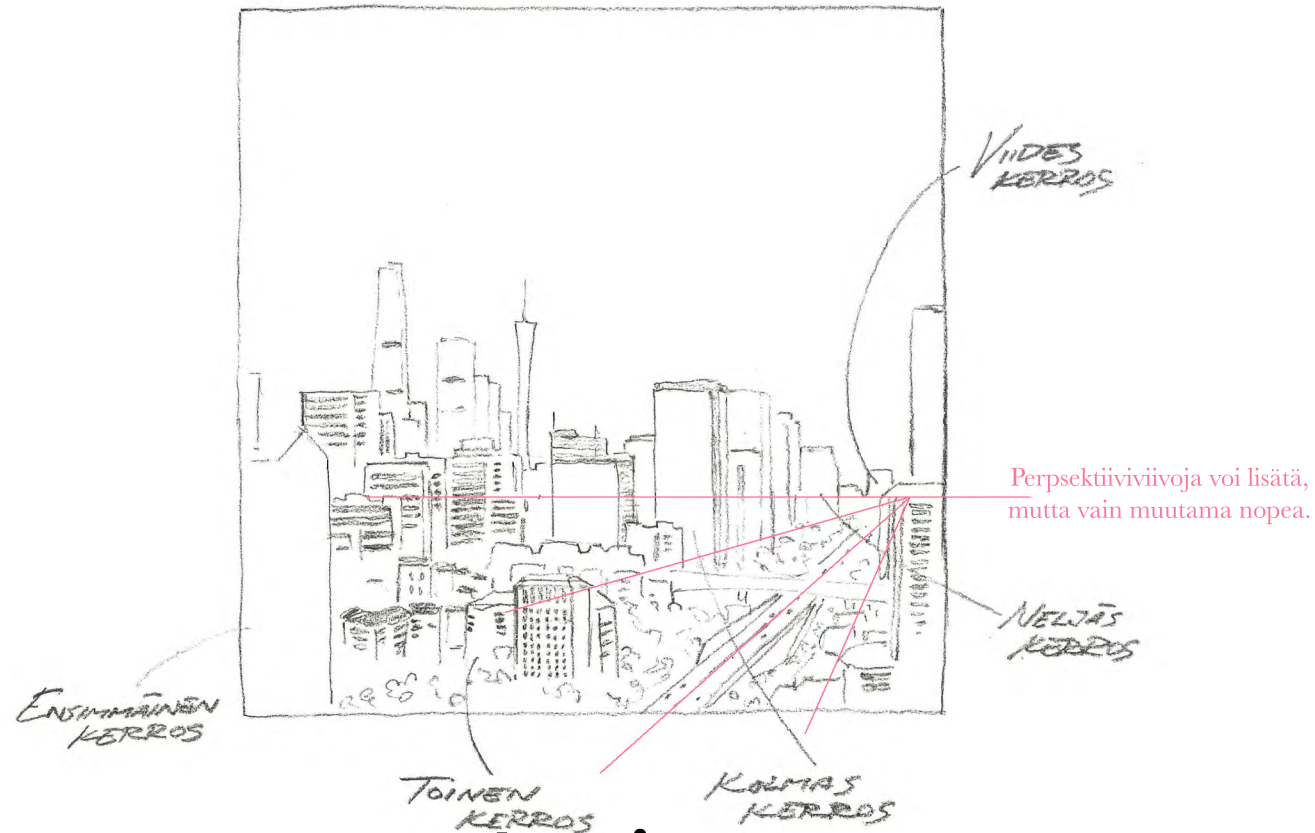 VIIDES
KERROS
Perpsektiiviviivoja voi lisätä,
mutta vain muutama nopea.
NELJÄS
KERROS
ENSIMMÄINEN
KERROS
TOINEN
KERROS
KOLMAS
KERROS